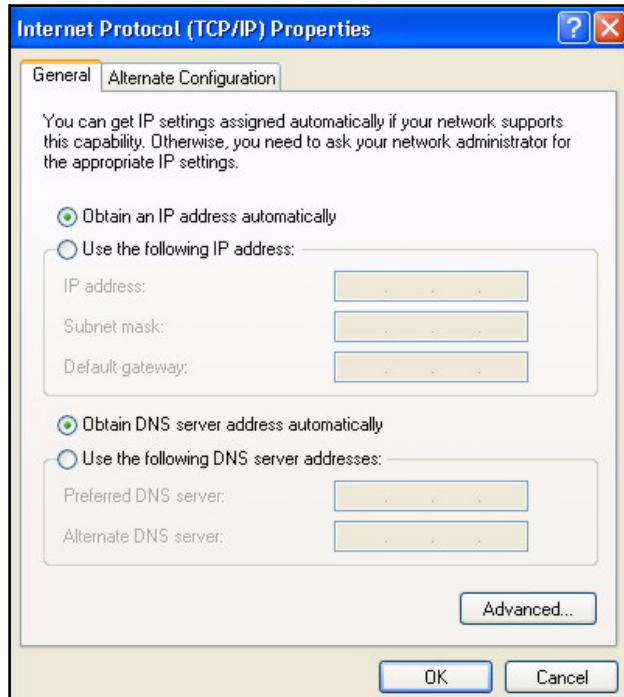 Internet Protocol (TCP/IP) Properties
General
Alternate Configuration
You can get IP settings assigned automatically if your network supports
this capability. Otherwise, you need to ask your network administrator for
the appropriate IP settings.
Obtain an IP address automatically
Use the following IP address:
IP address:
Subnet mask:
Default gateway:
Obtain DNS server address automatically
Use the following DNS server addresses:
Preferred DNS server:
Alternate DNS server:
Advanced...
OK
Cancel